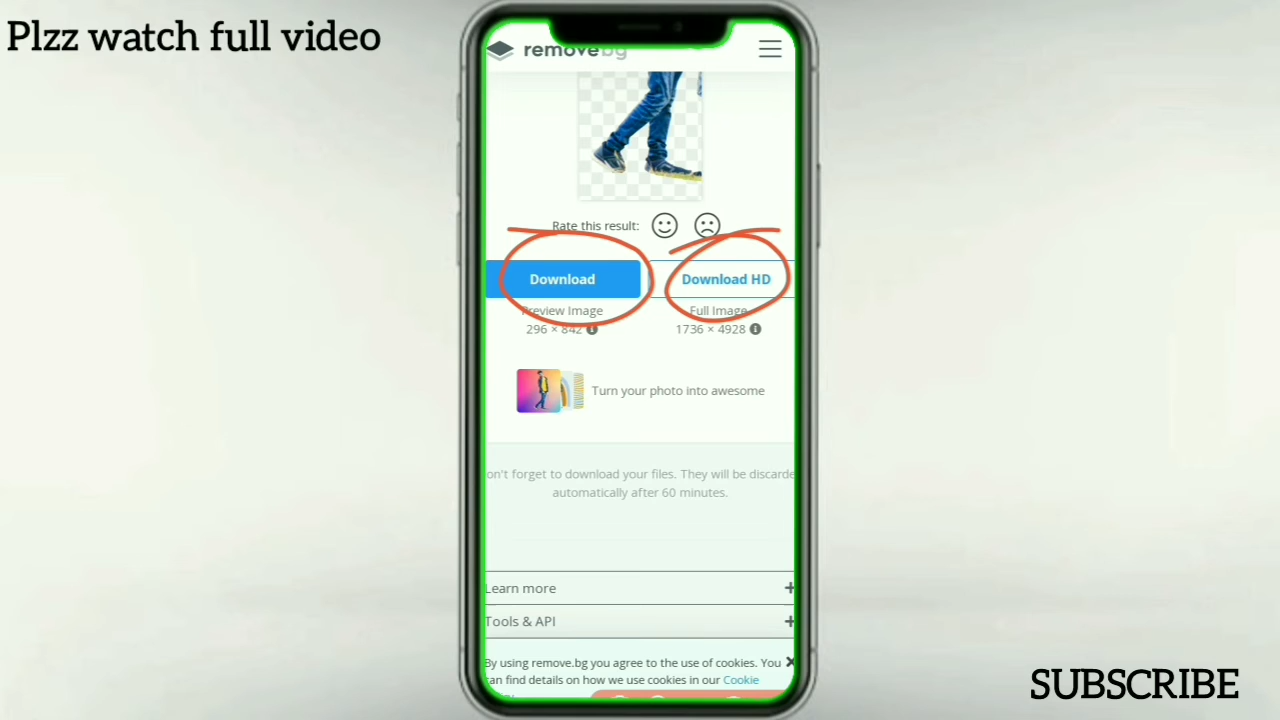 Plzz watch full video
removebg
Rate this result:
Download
Download HD
Preview Image
Full Image
296 × 842
1736 × 4928
Turn your photo into awesome
on't forget to download your files. They will be discarde
automatically after 60 minutes.
Learn more +
Tools & API +
By using remove.bg you agree to the use of cookies. You ×
can find details on how we use cookies in our Cookie
SUBSCRIBE